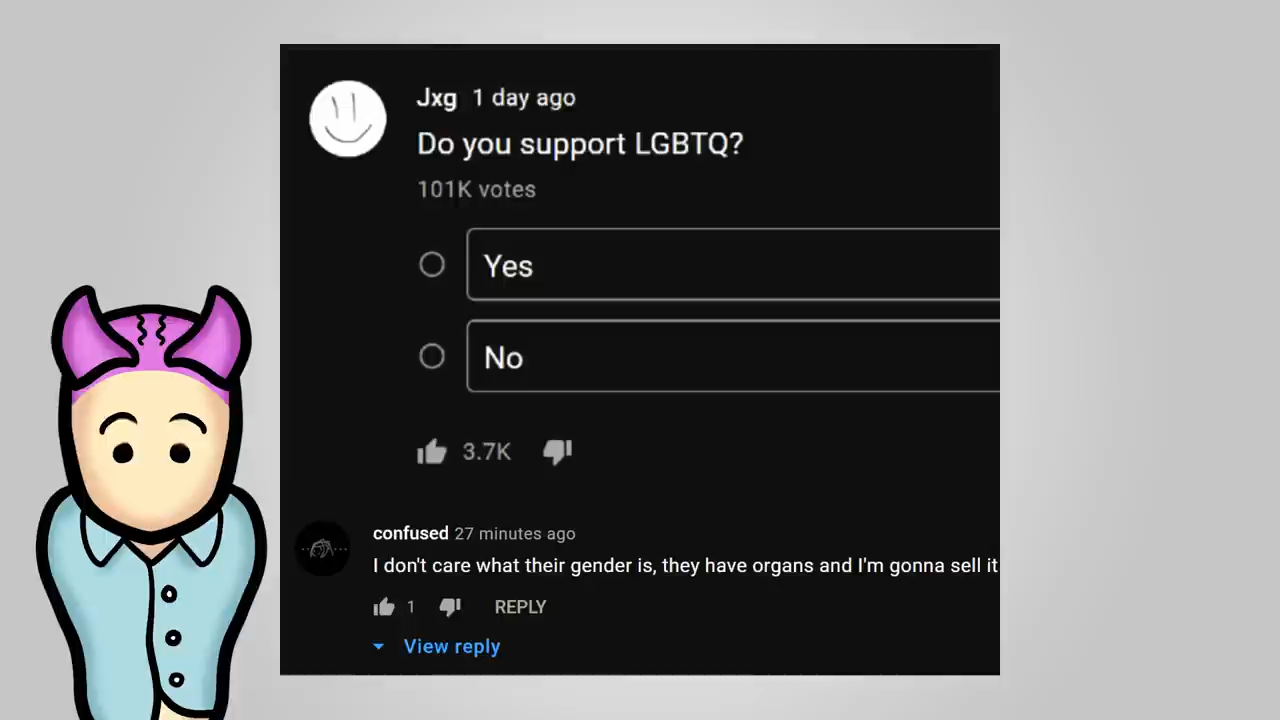 Jxg 1 day ago
Do you support LGBTQ?
101K votes
Yes
No
3.7K
confused 27 minutes ago
I don't care what their gender is, they have organs and I'm gonna sell it
1 REPLY
View reply